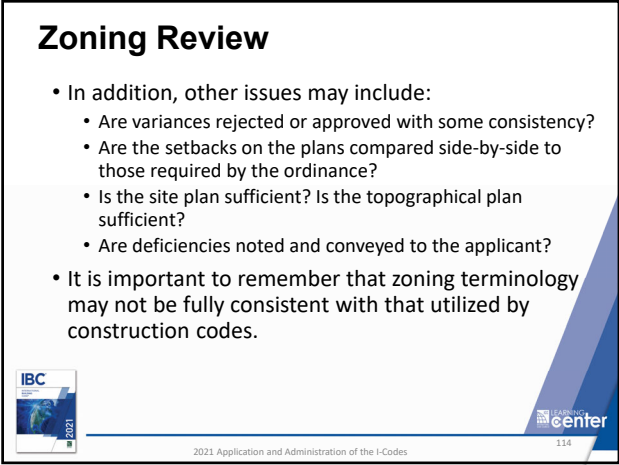 Zoning Review
• In addition, other issues may include:
• Are variances rejected or approved with some consistency?
• Are the setbacks on the plans compared side-by-side to
those required by the ordinance?
• Is the site plan sufficient? Is the topographical plan
sufficient?
• Are deficiencies noted and conveyed to the applicant?
• It is important to remember that zoning terminology
may not be fully consistent with that utilized by
construction codes.
IBC
2021
LEARNING
center
2021 Application and Administration of the I-Codes
114